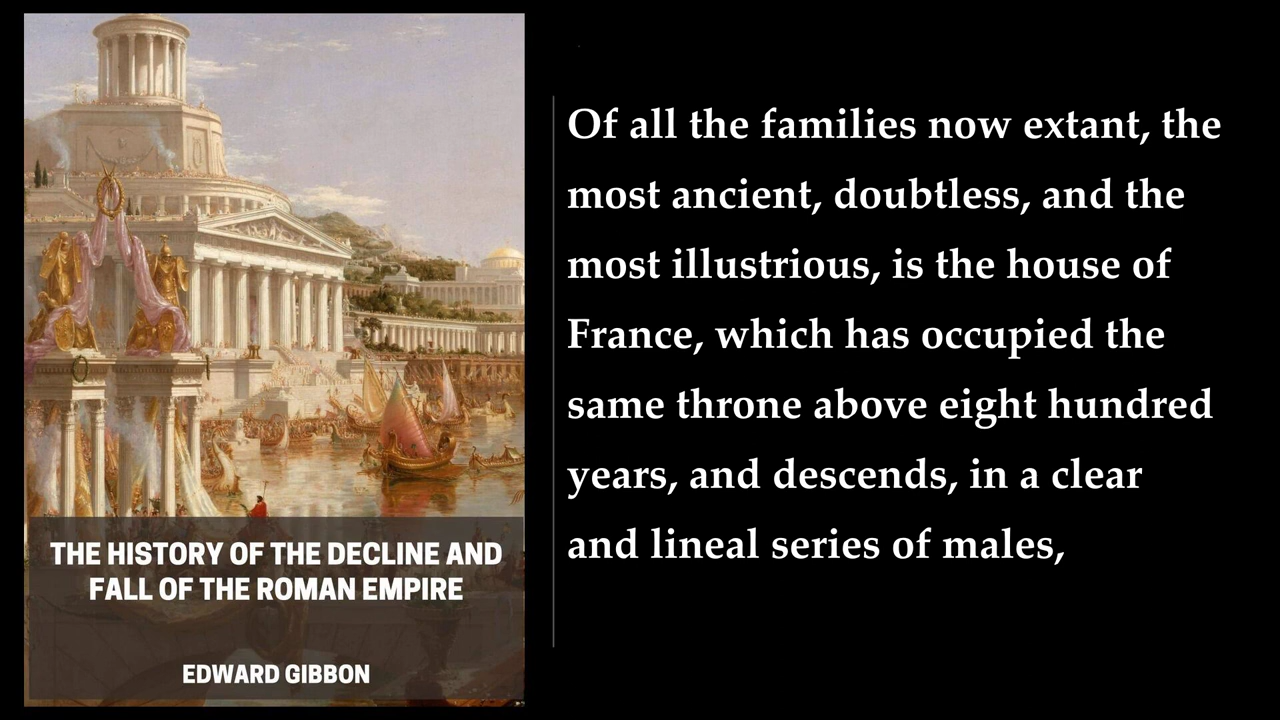 THE HISTORY OF THE DECLINE AND
FALL OF THE ROMAN EMPIRE
EDWARD GIBBON
Of all the families now extant, the
most ancient, doubtless, and the
most illustrious, is the house of
France, which has occupied the
same throne above eight hundred
years, and descends, in a clear
and lineal series of males,